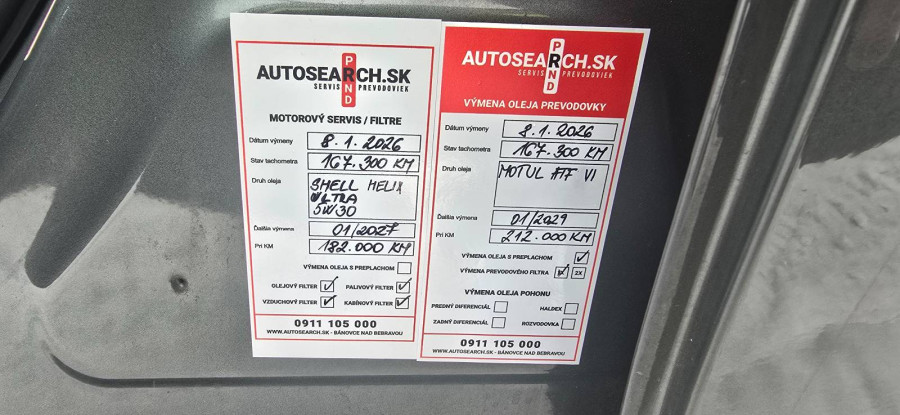 AUTOSEARCH.SK
PRND
SERVIS PREVODOVIEK
MOTOROVÝ SERVIS / FILTRE
Dátum výmeny 8.1.2026
Stav tachometra 167.300 KM
Druh oleja SHELL HELIX
ULTRA
5W30
Ďalšia výmena 01/2027
Pri KM 182.000 KM
VÝMENA OLEJA S PREPLACHOM
OLEJOVÝ FILTER ✓ PALIVOVÝ FILTER ✓
VZDUCHOVÝ FILTER ✓ KABÍNOVÝ FILTER ✓
0911 105 000
WWW.AUTOSEARCH.SK - BÁNOVCE NAD BEBRAVOU
AUTOSEARCH.SK
PRND
SERVIS PREVODOVIEK
VÝMENA OLEJA PREVODOVKY
Dátum výmeny 8.1.2026
Stav tachometra 167.300 KM
Druh oleja MOTUL ATF VI
Ďalšia výmena 01/2029
Pri KM 212.000 KM
VÝMENA OLEJA S PREPLACHOM ✓
VÝMENA PREVODOVÉHO FILTRA ✓ 2X
VÝMENA OLEJA POHONU
PREDNÝ DIFERENCIÁL HALDEX
ZADNÝ DIFERENCIÁL ROZVODOVKA
0911 105 000
WWW.AUTOSEARCH.SK - BÁNOVCE NAD BEBRAVOU